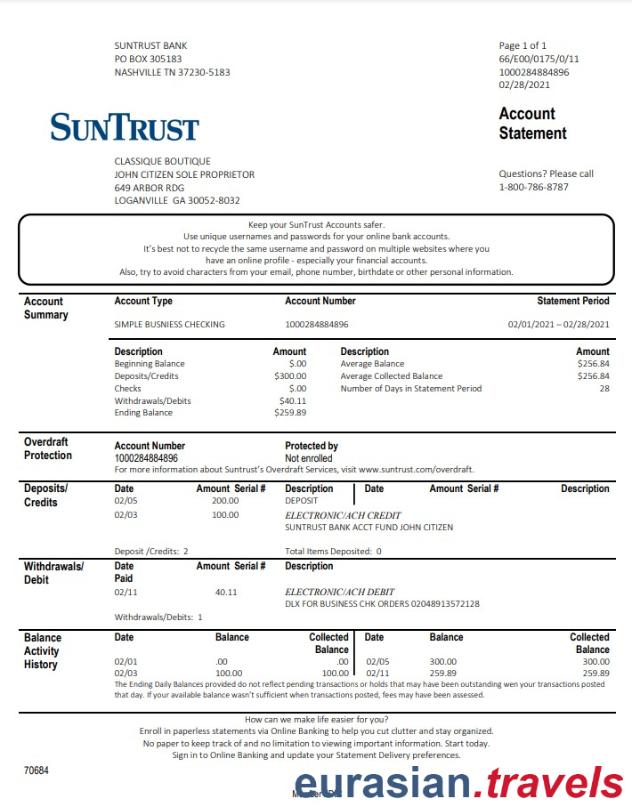 SUNTRUST BANK
PO BOX 305183
NASHVILLE TN 37230-5183
Page 1 of 1
66/E00/0175/0/11
1000284884896
02/28/2021
SUNTRUST
Account
Statement
CLASSIQUE BOUTIQUE
JOHN CITIZEN SOLE PROPRIETOR
649 ARBOR RDG
LOGANVILLE GA 30052-8032
Questions? Please call
1-800-786-8787
Keep your SunTrust Accounts safer.
Use unique usernames and passwords for your online bank accounts.
It's best not to recycle the same username and password on multiple websites where you
have an online profile - especially your financial accounts.
Also, try to avoid characters from your email, phone number, birthdate or other personal information.
Account
Summary
Account Type Account Number Statement Period
SIMPLE BUSNIESS CHECKING 1000284884896 02/01/2021 – 02/28/2021
Description Amount Description Amount
Beginning Balance $.00 Average Balance $256.84
Deposits/Credits $300.00 Average Collected Balance $256.84
Checks $.00 Number of Days in Statement Period 28
Withdrawals/Debits $40.11
Ending Balance $259.89
Overdraft
Protection
Account Number Protected by
1000284884896 Not enrolled
For more information about Suntrust's Overdraft Services, visit www.suntrust.com/overdraft.
Deposits/
Credits
Date Amount Serial # Description Date Amount Serial # Description
02/05 200.00 DEPOSIT
02/03 100.00 ELECTRONIC/ACH CREDIT
SUNTRUST BANK ACCT FUND JOHN CITIZEN
Deposit /Credits: 2 Total Items Deposited: 0
Withdrawals/
Debit
Date
Paid
Amount Serial # Description
02/11 40.11 ELECTRONIC/ACH DEBIT
DLX FOR BUSINESS CHK ORDERS 02048913572128
Withdrawals/Debits: 1
Balance
Activity
History
Date Balance Collected
Balance
Date Balance Collected
Balance
02/01 .00 .00 02/05 300.00 300.00
02/03 100.00 100.00 02/11 259.89 259.89
The Ending Daily Balances provided do not reflect pending transactions or holds that may have been outstanding wen your transactions posted
that day. If your available balance wasn't sufficient when transactions posted, fees may have been assessed.
How can we make life easier for you?
Enroll in paperless statements via Online Banking to help you cut clutter and stay organized.
No paper to keep track of and no limitation to viewing important information. Start today.
Sign in to Online Banking and update your Statement Delivery preferences.
70684
eurasian.travels